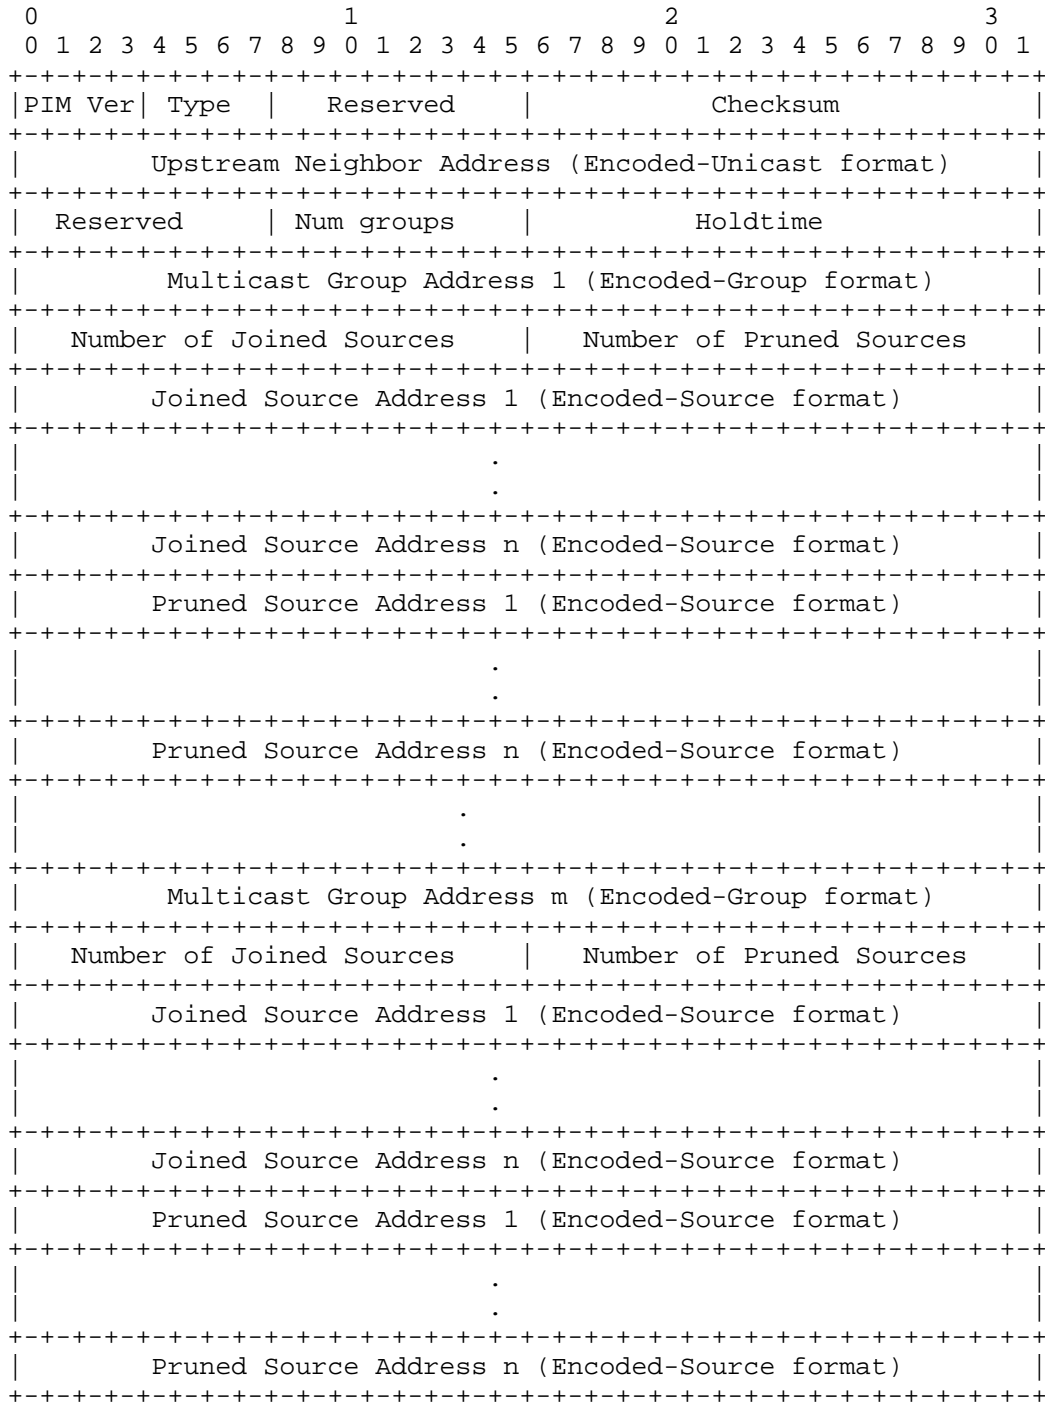 0                   1                   2                   3
 0 1 2 3 4 5 6 7 8 9 0 1 2 3 4 5 6 7 8 9 0 1 2 3 4 5 6 7 8 9 0 1
+-+-+-+-+-+-+-+-+-+-+-+-+-+-+-+-+-+-+-+-+-+-+-+-+-+-+-+-+-+-+-+-+
|PIM Ver| Type  |   Reserved    |           Checksum            |
+-+-+-+-+-+-+-+-+-+-+-+-+-+-+-+-+-+-+-+-+-+-+-+-+-+-+-+-+-+-+-+-+
|        Upstream Neighbor Address (Encoded-Unicast format)     |
+-+-+-+-+-+-+-+-+-+-+-+-+-+-+-+-+-+-+-+-+-+-+-+-+-+-+-+-+-+-+-+-+
|  Reserved     | Num groups    |          Holdtime             |
+-+-+-+-+-+-+-+-+-+-+-+-+-+-+-+-+-+-+-+-+-+-+-+-+-+-+-+-+-+-+-+-+
|         Multicast Group Address 1 (Encoded-Group format)      |
+-+-+-+-+-+-+-+-+-+-+-+-+-+-+-+-+-+-+-+-+-+-+-+-+-+-+-+-+-+-+-+-+
|   Number of Joined Sources    |   Number of Pruned Sources    |
+-+-+-+-+-+-+-+-+-+-+-+-+-+-+-+-+-+-+-+-+-+-+-+-+-+-+-+-+-+-+-+-+
|        Joined Source Address 1 (Encoded-Source format)        |
+-+-+-+-+-+-+-+-+-+-+-+-+-+-+-+-+-+-+-+-+-+-+-+-+-+-+-+-+-+-+-+-+
|                             .                                 |
|                             .                                 |
+-+-+-+-+-+-+-+-+-+-+-+-+-+-+-+-+-+-+-+-+-+-+-+-+-+-+-+-+-+-+-+-+
|        Joined Source Address n (Encoded-Source format)        |
+-+-+-+-+-+-+-+-+-+-+-+-+-+-+-+-+-+-+-+-+-+-+-+-+-+-+-+-+-+-+-+-+
|        Pruned Source Address 1 (Encoded-Source format)        |
+-+-+-+-+-+-+-+-+-+-+-+-+-+-+-+-+-+-+-+-+-+-+-+-+-+-+-+-+-+-+-+-+
|                             .                                 |
|                             .                                 |
+-+-+-+-+-+-+-+-+-+-+-+-+-+-+-+-+-+-+-+-+-+-+-+-+-+-+-+-+-+-+-+-+
|        Pruned Source Address n (Encoded-Source format)        |
+-+-+-+-+-+-+-+-+-+-+-+-+-+-+-+-+-+-+-+-+-+-+-+-+-+-+-+-+-+-+-+-+
|                           .                                   |
|                           .                                   |
+-+-+-+-+-+-+-+-+-+-+-+-+-+-+-+-+-+-+-+-+-+-+-+-+-+-+-+-+-+-+-+-+
|         Multicast Group Address m (Encoded-Group format)      |
+-+-+-+-+-+-+-+-+-+-+-+-+-+-+-+-+-+-+-+-+-+-+-+-+-+-+-+-+-+-+-+-+
|   Number of Joined Sources    |   Number of Pruned Sources    |
+-+-+-+-+-+-+-+-+-+-+-+-+-+-+-+-+-+-+-+-+-+-+-+-+-+-+-+-+-+-+-+-+
|        Joined Source Address 1 (Encoded-Source format)        |
+-+-+-+-+-+-+-+-+-+-+-+-+-+-+-+-+-+-+-+-+-+-+-+-+-+-+-+-+-+-+-+-+
|                             .                                 |
|                             .                                 |
+-+-+-+-+-+-+-+-+-+-+-+-+-+-+-+-+-+-+-+-+-+-+-+-+-+-+-+-+-+-+-+-+
|        Joined Source Address n (Encoded-Source format)        |
+-+-+-+-+-+-+-+-+-+-+-+-+-+-+-+-+-+-+-+-+-+-+-+-+-+-+-+-+-+-+-+-+
|        Pruned Source Address 1 (Encoded-Source format)        |
+-+-+-+-+-+-+-+-+-+-+-+-+-+-+-+-+-+-+-+-+-+-+-+-+-+-+-+-+-+-+-+-+
|                             .                                 |
|                             .                                 |
+-+-+-+-+-+-+-+-+-+-+-+-+-+-+-+-+-+-+-+-+-+-+-+-+-+-+-+-+-+-+-+-+
|        Pruned Source Address n (Encoded-Source format)        |
+-+-+-+-+-+-+-+-+-+-+-+-+-+-+-+-+-+-+-+-+-+-+-+-+-+-+-+-+-+-+-+-+